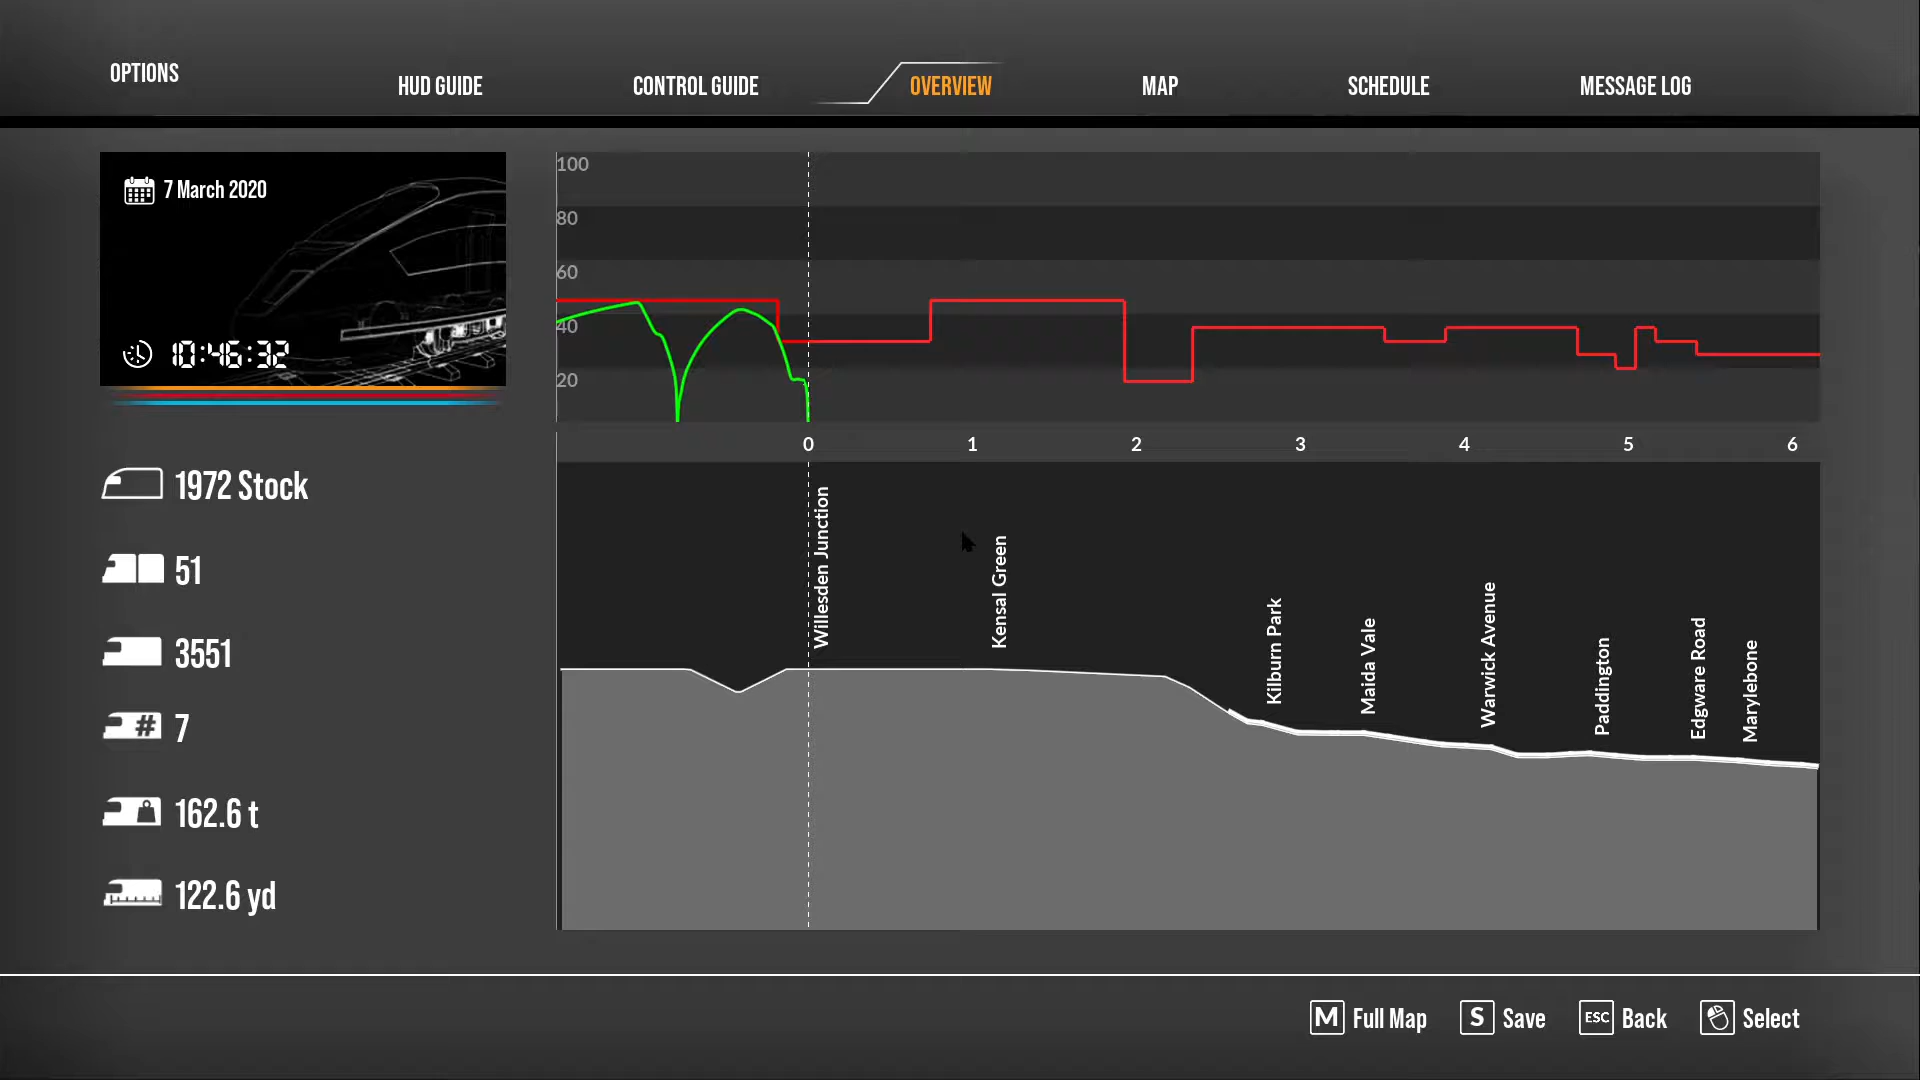 OPTIONS
HUD GUIDE
CONTROL GUIDE
OVERVIEW
MAP
SCHEDULE
MESSAGE LOG
7 March 2020
10:46:32
1972 Stock
51
3551
# 7
162.6 t
122.6 yd
100
80
60
40
20
0 1 2 3 4 5 6
Willesden Junction
Kensal Green
Kilburn Park
Maida Vale
Warwick Avenue
Paddington
Edgware Road
Marylebone
M Full Map
S Save
ESC Back
Select